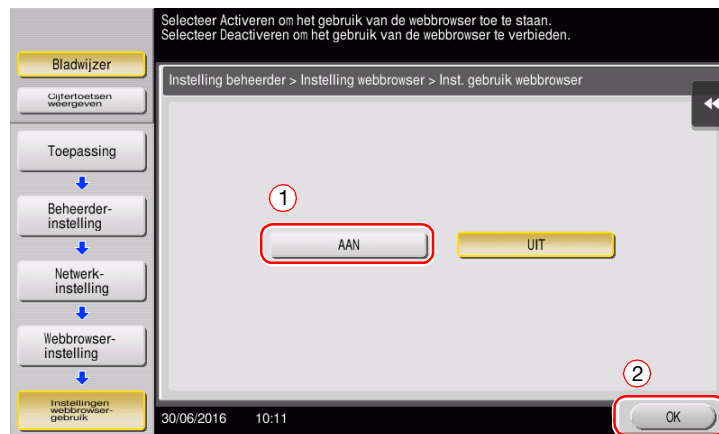 Selecteer Activeren om het gebruik van de webbrowser toe te staan.
Selecteer Deactiveren om het gebruik van de webbrowser te verbieden.
Bladwijzer
Cijfertoetsen
weergeven
Instelling beheerder > Instelling webbrowser > Inst. gebruik webbrowser
Toepassing
Beheerder-
instelling
Netwerk-
instelling
Webbrowser-
instelling
Instellingen
webbrowser-
gebruik
1
AAN
UIT
2
30/06/2016 10:11
OK